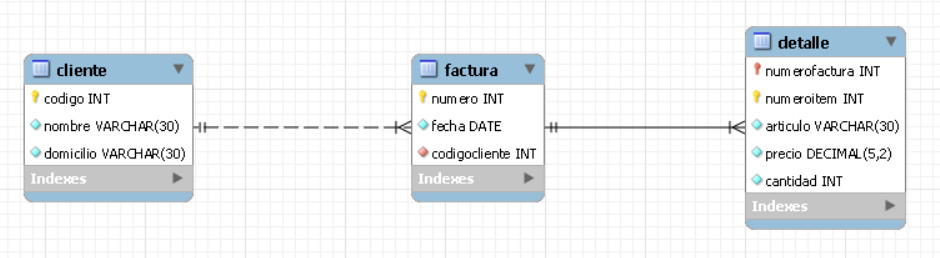 cliente
codigo INT
nombre VARCHAR(30)
domicilio VARCHAR(30)
Indexes
factura
numero INT
fecha DATE
codigocliente INT
Indexes
detalle
numerofactura INT
numeroitem INT
articulo VARCHAR(30)
precio DECIMAL(5,2)
cantidad INT
Indexes